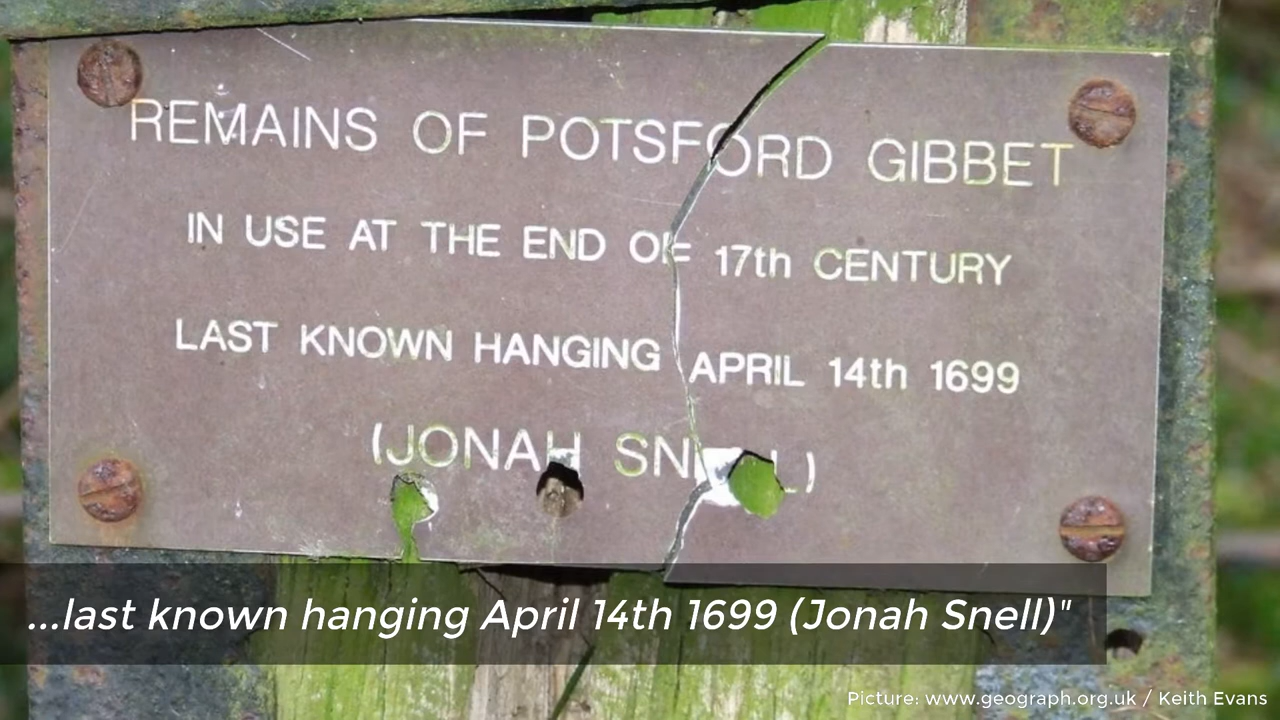 REMAINS OF POTSFORD GIBBET
IN USE AT THE END OF 17th CENTURY
LAST KNOWN HANGING APRIL 14th 1699
(JONAH
...last known hanging April 14th 1699 (Jonah Snell)"
Picture: www.geograph.org.uk / Keith Evans